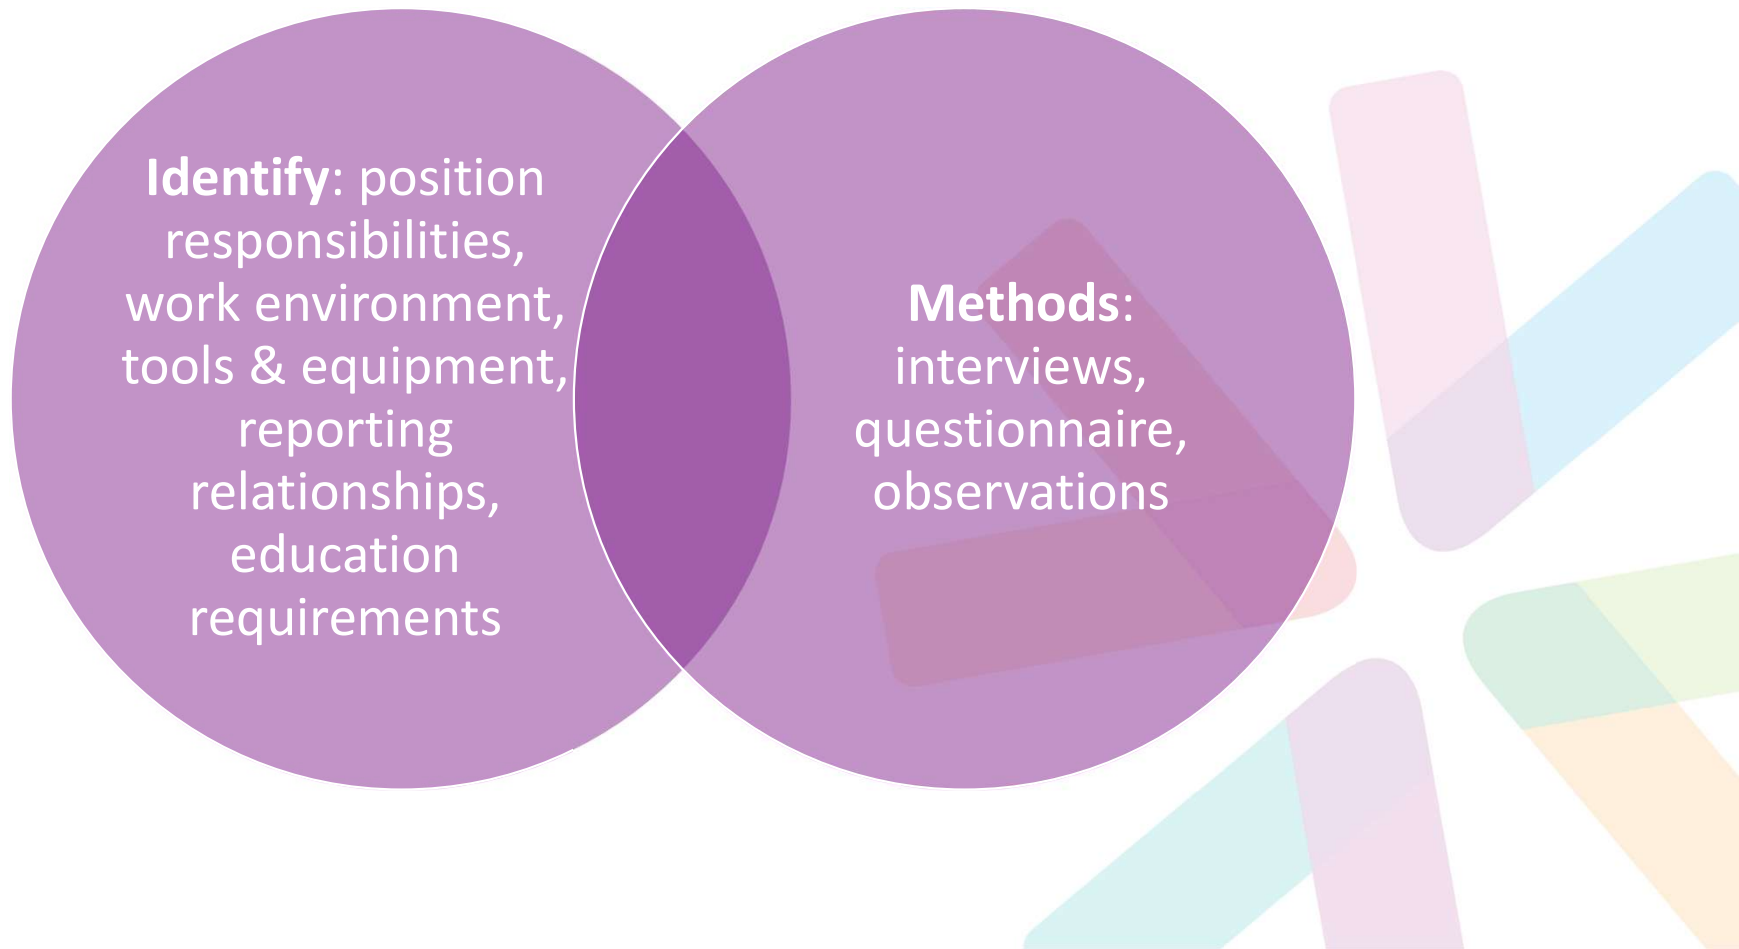 Identify: position
responsibilities,
work environment,
tools & equipment,
reporting
relationships,
education
requirements
Methods:
interviews,
questionnaire,
observations